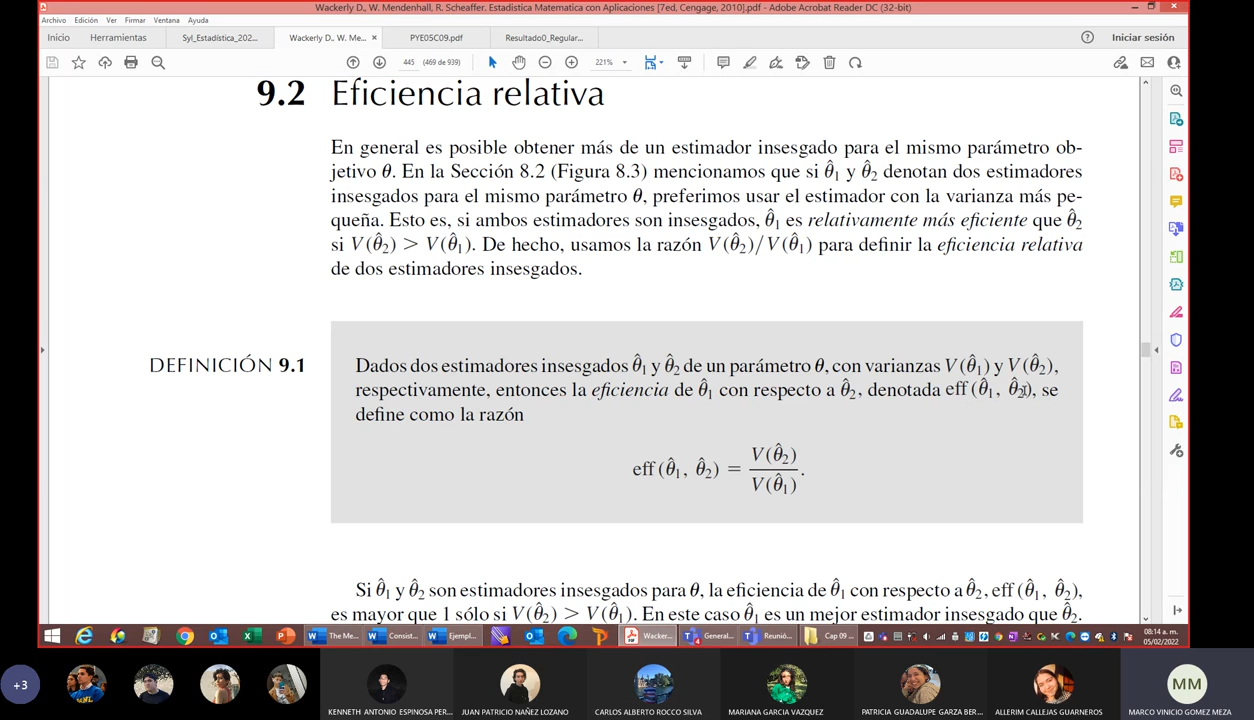 Wackerly D., W. Mendenhall, R. Scheaffer. Estadistica Matematica con Aplicaciones [7ed, Cengage, 2010].pdf - Adobe Acrobat Reader DC (32-bit)
Archivo Edición Ver Firmar Ventana Ayuda
Inicio Herramientas Syl_Estadística_202... Wackerly D., W. Me... × PYE05C09.pdf Resultado0_Regular... Iniciar sesión
445 (469 de 939) 221%
9.2 Eficiencia relativa
En general es posible obtener más de un estimador insesgado para el mismo parámetro ob-
jetivo θ. En la Sección 8.2 (Figura 8.3) mencionamos que si θ̂₁ y θ̂₂ denotan dos estimadores
insesgados para el mismo parámetro θ, preferimos usar el estimador con la varianza más pe-
queña. Esto es, si ambos estimadores son insesgados, θ̂₁ es relativamente más eficiente que θ̂₂
si V(θ̂₂) > V(θ̂₁). De hecho, usamos la razón V(θ̂₂)/V(θ̂₁) para definir la eficiencia relativa
de dos estimadores insesgados.
DEFINICIÓN 9.1
Dados dos estimadores insesgados θ̂₁ y θ̂₂ de un parámetro θ, con varianzas V(θ̂₁) y V(θ̂₂),
respectivamente, entonces la eficiencia de θ̂₁ con respecto a θ̂₂, denotada eff (θ̂₁, θ̂₂), se
define como la razón
eff (θ̂₁, θ̂₂) = V(θ̂₂) / V(θ̂₁).
Si θ̂₁ y θ̂₂ son estimadores insesgados para θ, la eficiencia de θ̂₁ con respecto a θ̂₂, eff (θ̂₁, θ̂₂),
es mayor que 1 sólo si V(θ̂₂) > V(θ̂₁). En este caso θ̂₁ es un mejor estimador insesgado que θ̂₂.
The Me... Consist... Ejempl... Wacker... General... Reunió... Cap 09 ... 08:14 a. m.
05/02/2022
+3
MM
KENNETH ANTONIO ESPINOSA PER... JUAN PATRICIO NAÑEZ LOZANO CARLOS ALBERTO ROCCO SILVA MARIANA GARCIA VAZQUEZ PATRICIA GUADALUPE GARZA BER... ALLERIM CALLEJAS GUARNEROS MARCO VINICIO GOMEZ MEZA